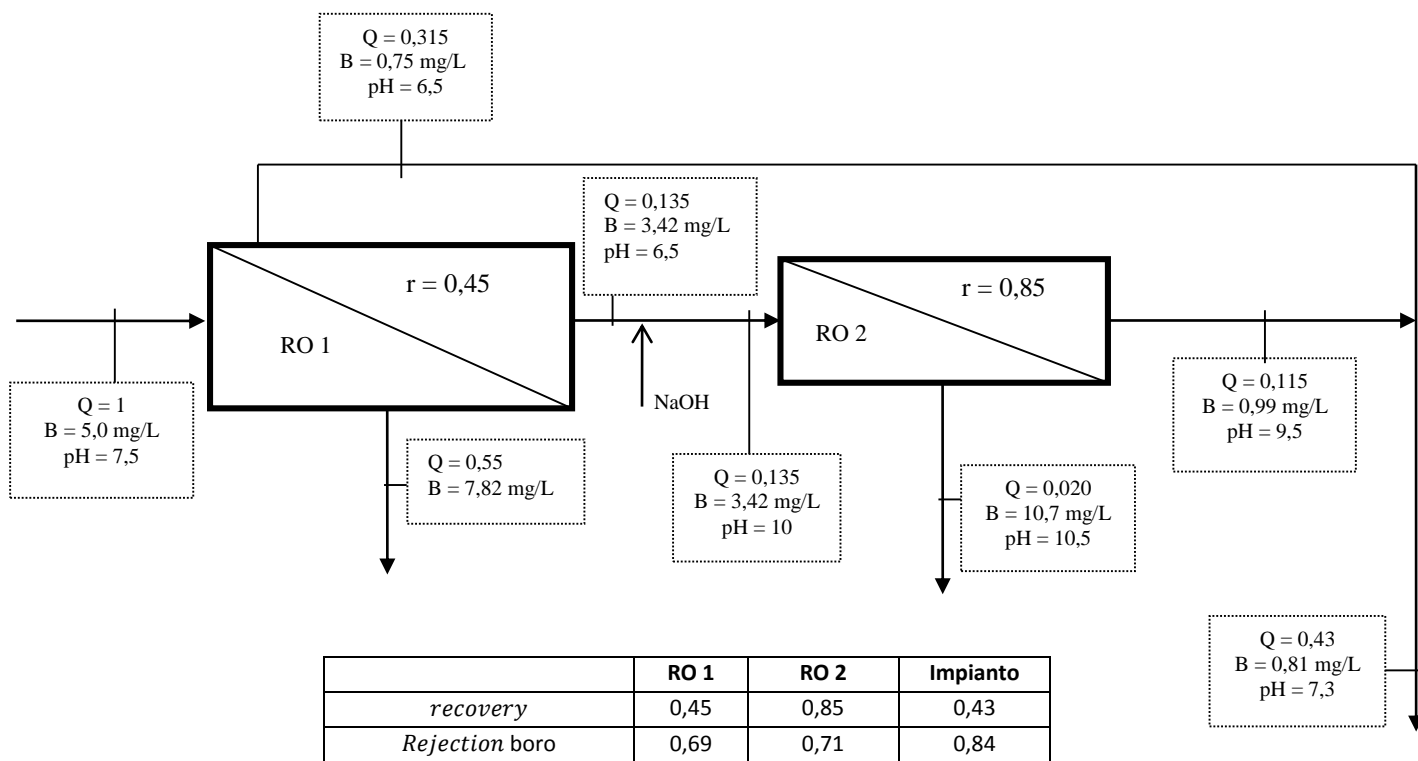 Q = 0,315
B = 0,75 mg/L
pH = 6,5
Q = 0,135
B = 3,42 mg/L
pH = 6,5
r = 0,45
RO 1
r = 0,85
RO 2
NaOH
Q = 1
B = 5,0 mg/L
pH = 7,5
Q = 0,55
B = 7,82 mg/L
Q = 0,135
B = 3,42 mg/L
pH = 10
Q = 0,020
B = 10,7 mg/L
pH = 10,5
Q = 0,115
B = 0,99 mg/L
pH = 9,5
Q = 0,43
B = 0,81 mg/L
pH = 7,3
RO 1 RO 2 Impianto
recovery 0,45 0,85 0,43
Rejection boro 0,69 0,71 0,84